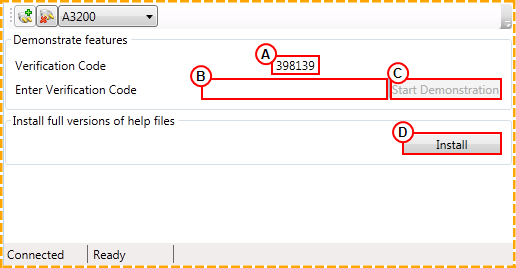 A3200
Demonstrate features
A
Verification Code 398139
B C
Enter Verification Code Start Demonstration
Install full versions of help files
D
Install
Connected Ready